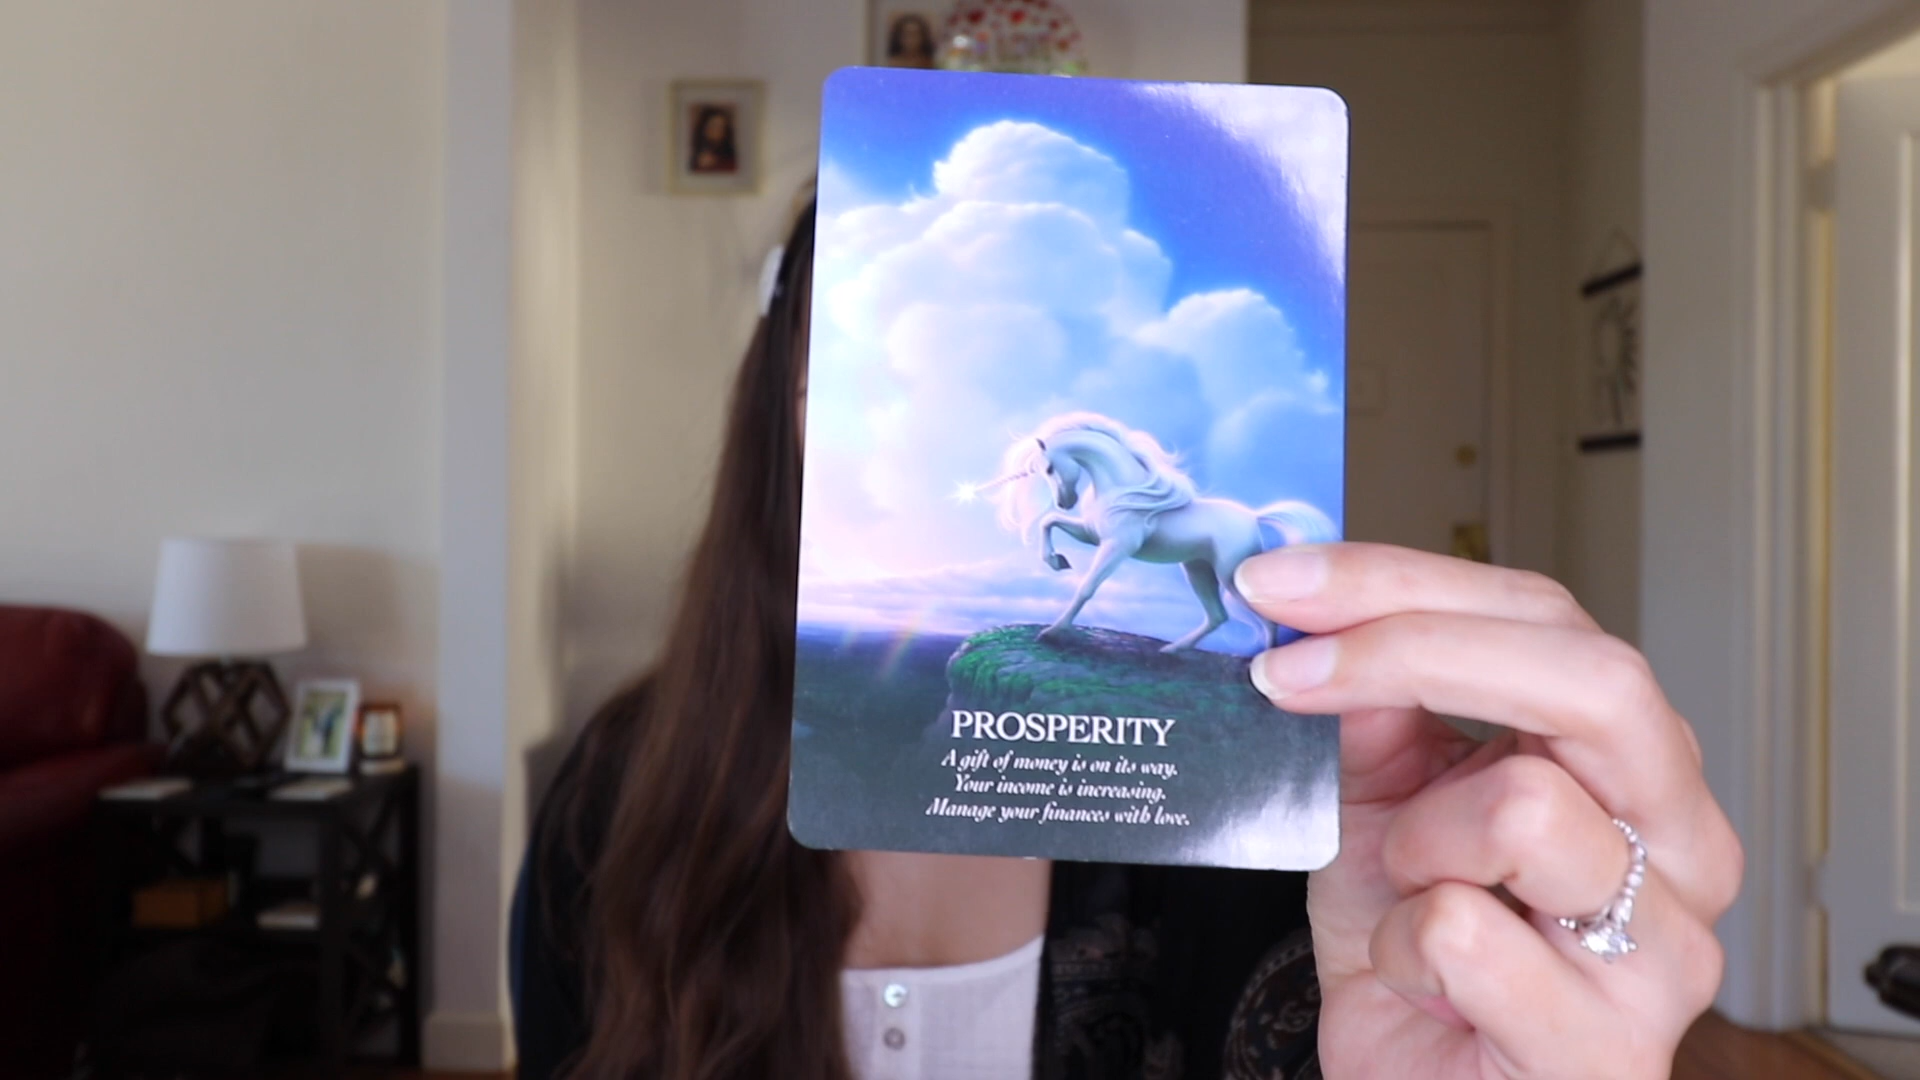 PROSPERITY
A gift of money is on its way.
Your income is increasing.
Manage your finances with love.